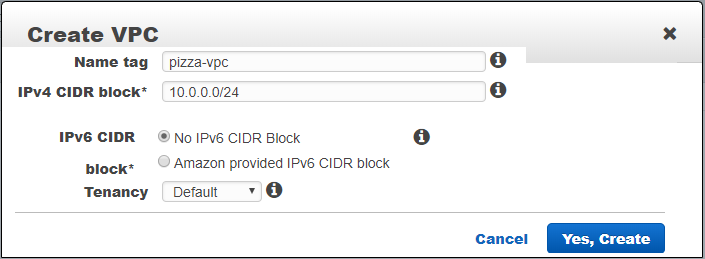 Create VPC
Name tag pizza-vpc
IPv4 CIDR block* 10.0.0.0/24
IPv6 CIDR No IPv6 CIDR Block
block* Amazon provided IPv6 CIDR block
Tenancy Default
Cancel Yes, Create